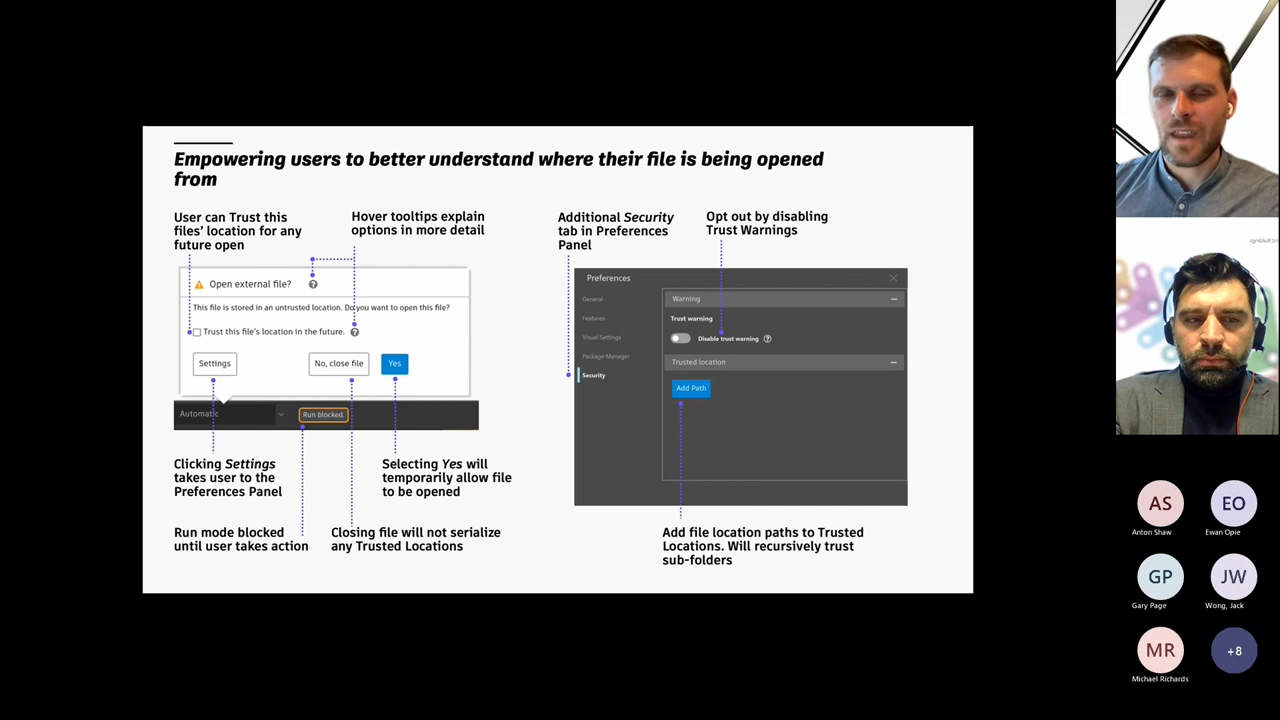 Empowering users to better understand where their file is being opened
from
User can Trust this
files' location for any
future open
Hover tooltips explain
options in more detail
Additional Security
tab in Preferences
Panel
Opt out by disabling
Trust Warnings
Open external file?
?
This file is stored in an untrusted location. Do you want to open this file?
Trust this file's location in the future.
?
Settings
No, close file
Yes
Automatic
Run blocked.
Preferences
General
Features
Visual Settings
Package Manager
Security
Warning
Trust warning
Disable trust warning
?
Trusted location
Add Path
Clicking Settings
takes user to the
Preferences Panel
Selecting Yes will
temporarily allow file
to be opened
Run mode blocked
until user takes action
Closing file will not serialize
any Trusted Locations
Add file location paths to Trusted
Locations. Will recursively trust
sub-folders
AS
Anton Shaw
EO
Ewan Opie
GP
Gary Page
JW
Wong, Jack
MR
Michael Richards
+8